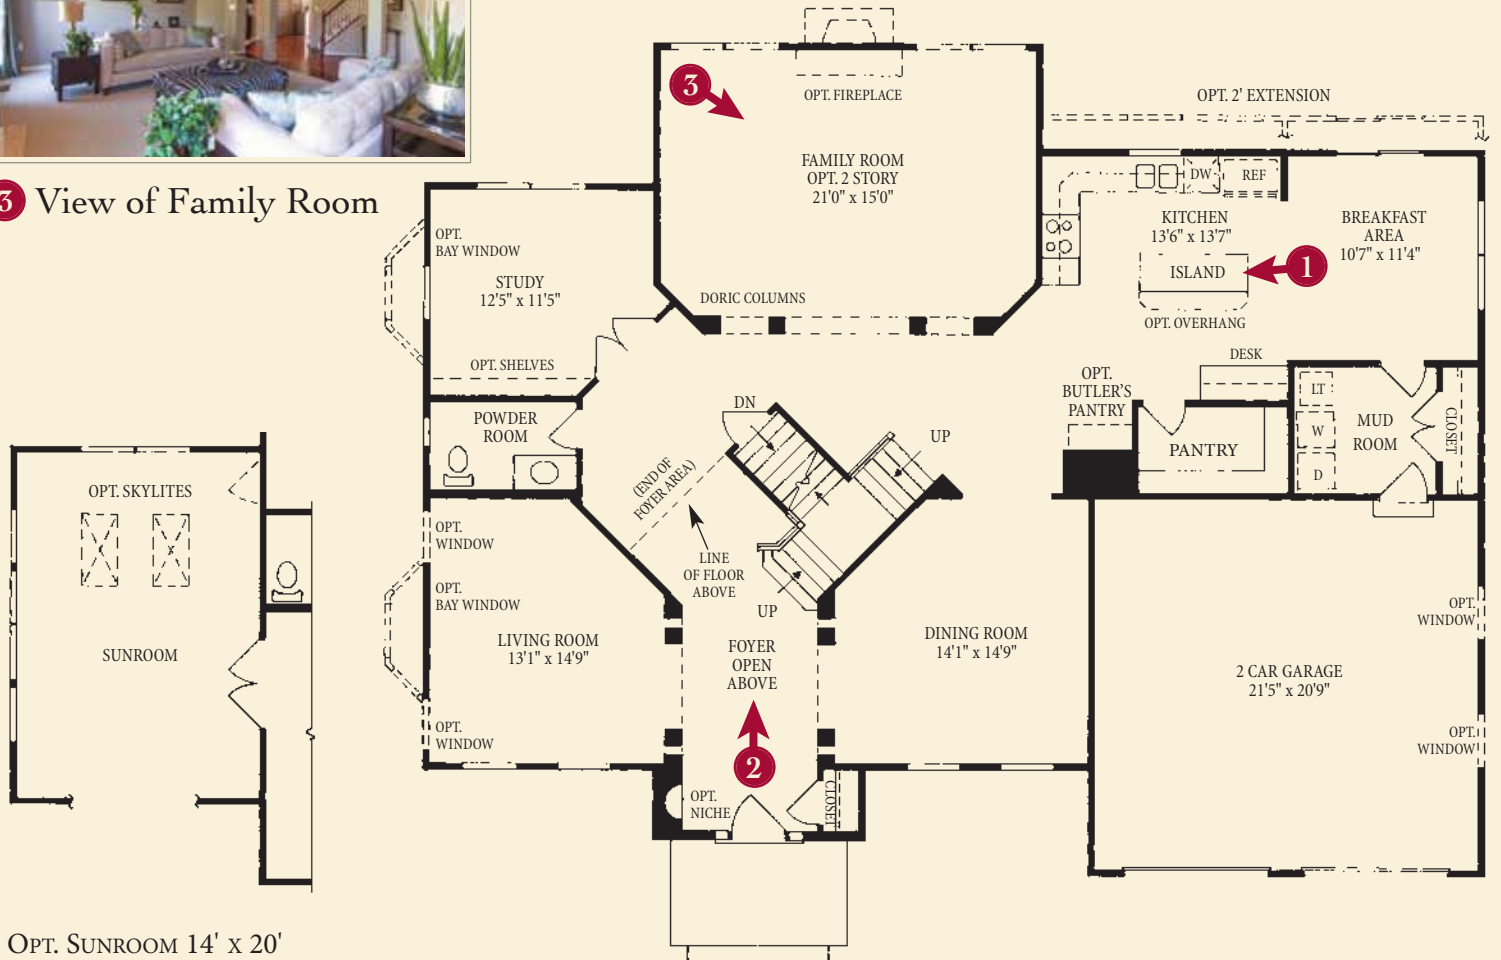 3 View of Family Room
3
OPT. FIREPLACE
FAMILY ROOM
OPT. 2 STORY
21'0" x 15'0"
DORIC COLUMNS
OPT. 2' EXTENSION
DW
REF
KITCHEN
13'6" x 13'7"
ISLAND
1
OPT. OVERHANG
BREAKFAST
AREA
10'7" x 11'4"
DESK
OPT.
BUTLER'S
PANTRY
PANTRY
LT
W
D
MUD
ROOM
CLOSET
OPT.
BAY WINDOW
STUDY
12'5" x 11'5"
OPT. SHELVES
POWDER
ROOM
DN
UP
(END OF
FOYER AREA)
LINE
OF FLOOR
ABOVE
UP
OPT.
WINDOW
OPT.
BAY WINDOW
LIVING ROOM
13'1" x 14'9"
OPT.
WINDOW
FOYER
OPEN
ABOVE
2
OPT.
NICHE
CLOSET
DINING ROOM
14'1" x 14'9"
2 CAR GARAGE
21'5" x 20'9"
OPT.
WINDOW
OPT.
WINDOW
OPT. SKYLITES
SUNROOM
OPT. SUNROOM 14' X 20'